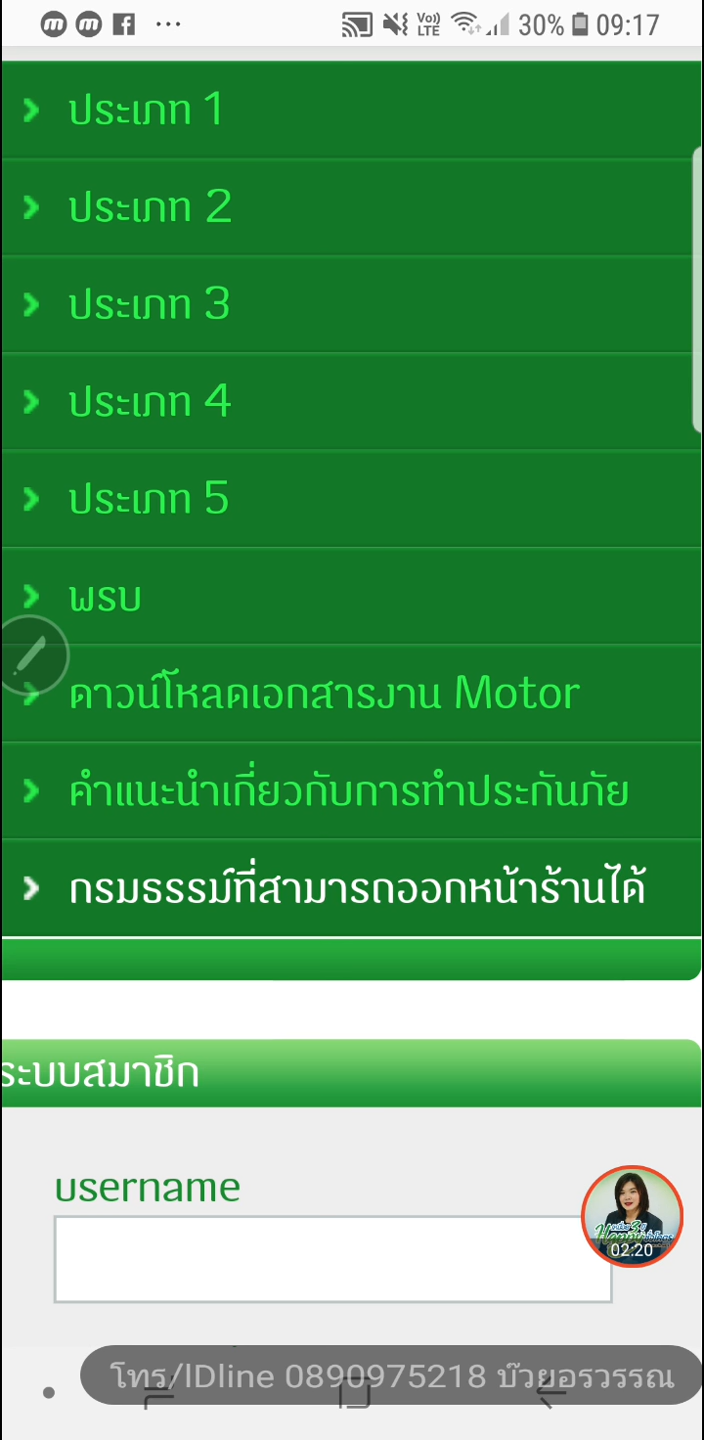 m m f ... Vo)) LTE 30% 09:17
ประเภท 1
ประเภท 2
ประเภท 3
ประเภท 4
ประเภท 5
พรบ
ดาวน์โหลดเอกสารงาน Motor
คำแนะนำเกี่ยวกับการทำประกันภัย
กรมธรรม์ที่สามารถออกหน้าร้านได้
ระบบสมาชิก
username
02:20
โทร/IDline 0890975218 บ๊วยอรวรรณ